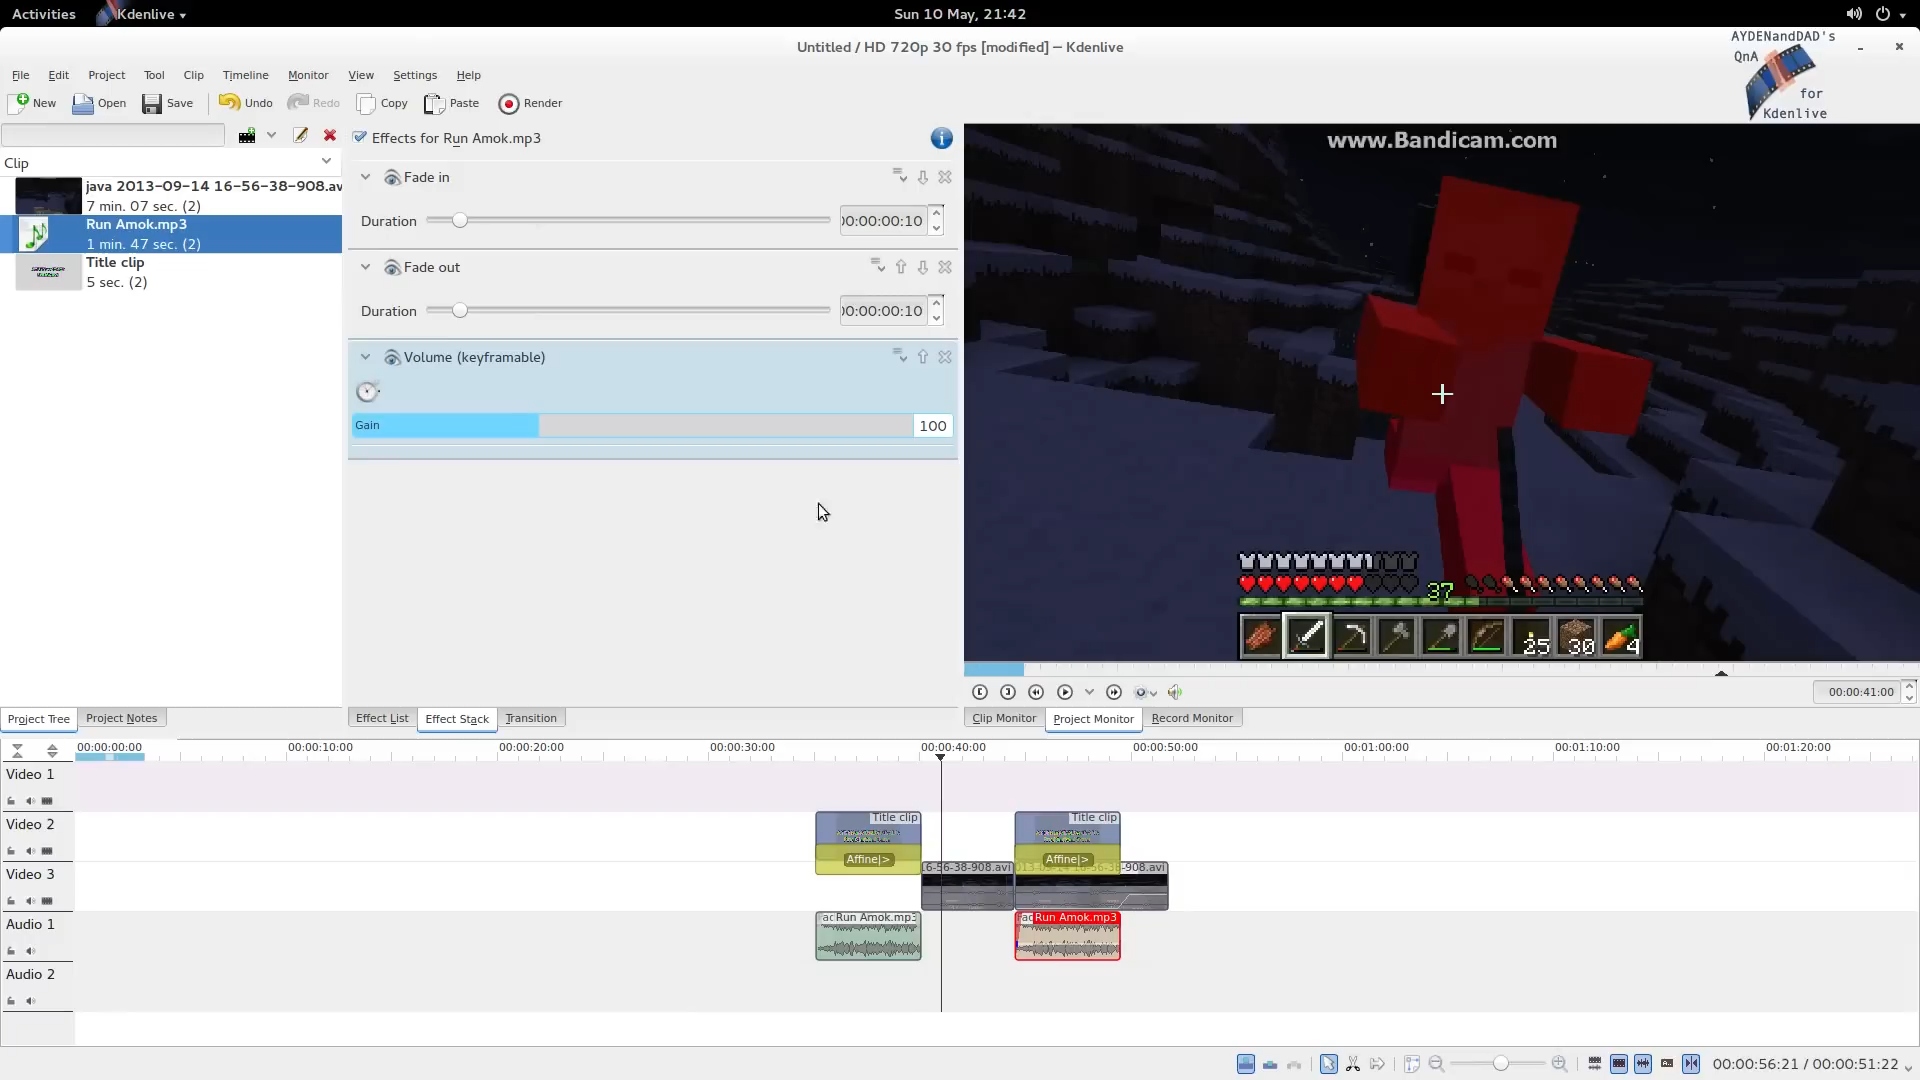 Activities
Kdenlive
Sun 10 May, 21:42
Untitled / HD 720p 30 fps [modified] — Kdenlive
AYDENandDAD's
QnA
for
Kdenlive
File Edit Project Tool Clip Timeline Monitor View Settings Help
New Open Save Undo Redo Copy Paste Render
Effects for Run Amok.mp3
Clip
java 2013-09-14 16-56-38-908.av
7 min. 07 sec. (2)
Run Amok.mp3
1 min. 47 sec. (2)
Title clip
5 sec. (2)
Fade in
Duration
00:00:00:10
Fade out
Duration
00:00:00:10
Volume (keyframable)
Gain
100
www.Bandicam.com
37
25 30 4
00:00:41:00
Project Tree Project Notes
Effect List Effect Stack Transition
Clip Monitor Project Monitor Record Monitor
00:00:00:00 00:00:10:00 00:00:20:00 00:00:30:00 00:00:40:00 00:00:50:00 00:01:00:00 00:01:10:00 00:01:20:00
Video 1
Video 2
Title clip
Title clip
Affine|>
Affine|>
Video 3
16-56-38-908.avi
-908.avi
Audio 1
Run Amok.mp3
Run Amok.mp3
Audio 2
00:00:56:21 / 00:00:51:22